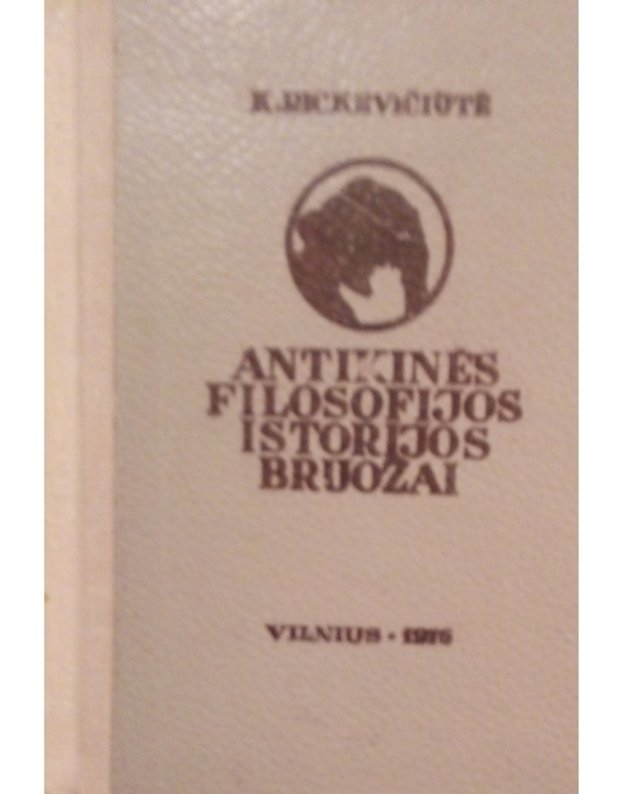 K. RICKEVIČIŪTĖ
ANTIKINĖS
FILOSOFIJOS
ISTORIJOS
BRUOŽAI
VILNIUS • 1976